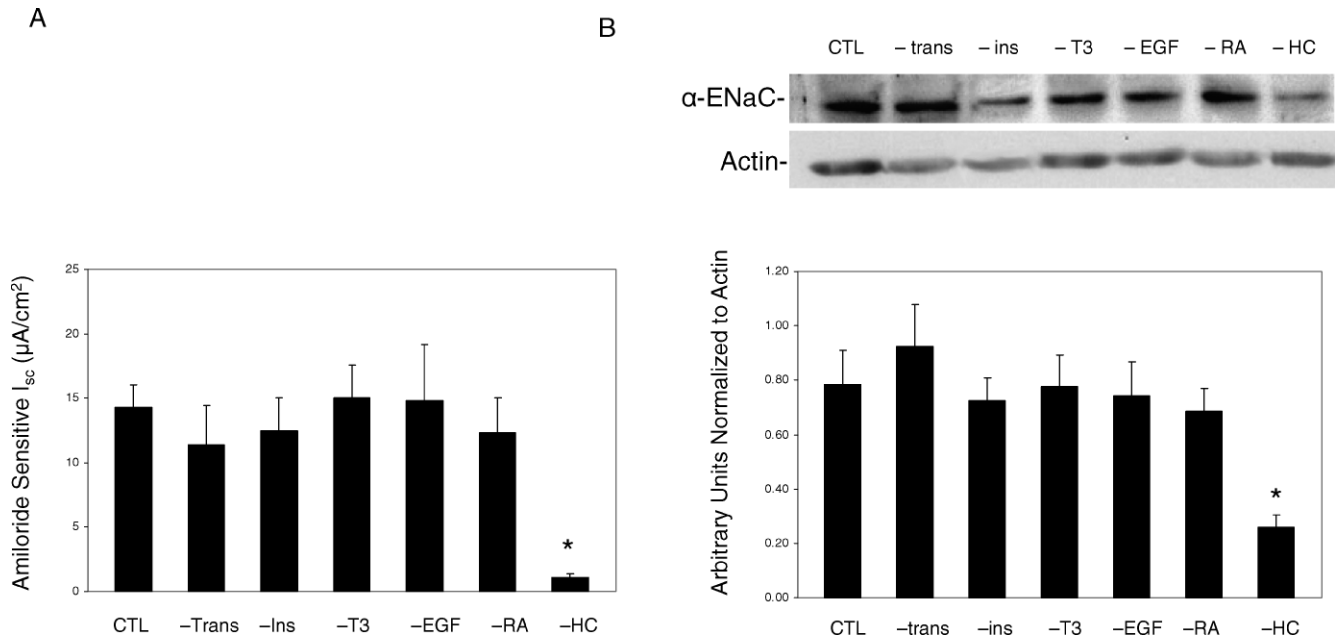 A
B
CTL – trans – ins – T3 – EGF – RA – HC
α-ENaC-
Actin-
Amiloride Sensitive Isc (µA/cm²)
25
20
15
10
5
0
*
CTL –Trans –Ins –T3 –EGF –RA –HC
Arbitrary Units Normalized to Actin
1.20
1.00
0.80
0.60
0.40
0.20
0.00
*
CTL –trans –ins –T3 –EGF –RA –HC